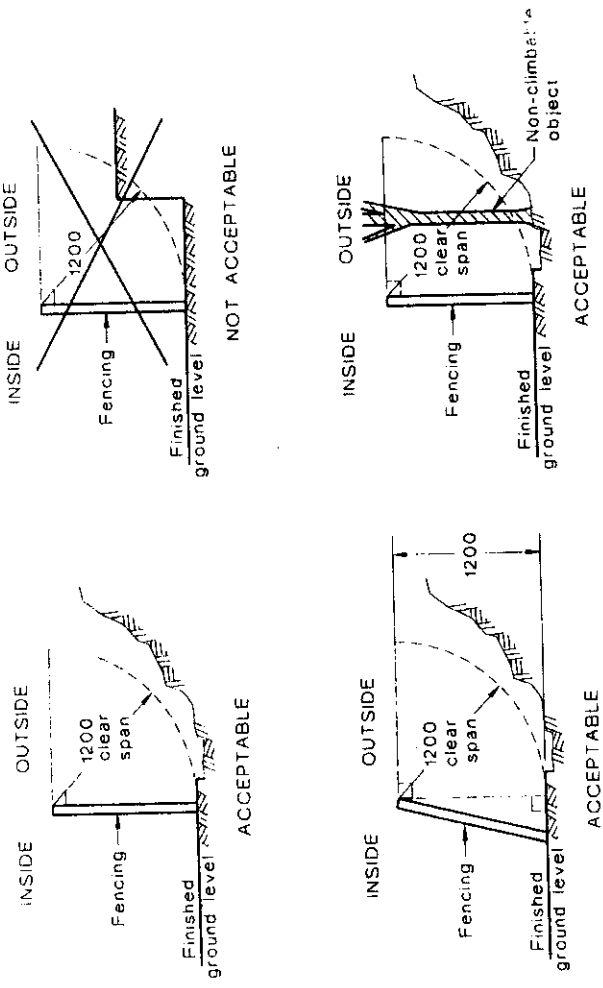 INSIDE OUTSIDE
1200
clear
span
Fencing
Finished
ground level
ACCEPTABLE
INSIDE OUTSIDE
1200
Fencing
Finished
ground level
NOT ACCEPTABLE
INSIDE OUTSIDE
1200
clear
span
1200
Fencing
Finished
ground level
ACCEPTABLE
INSIDE OUTSIDE
1200
clear
span
Fencing
Non-climbable
object
Finished
ground level
ACCEPTABLE